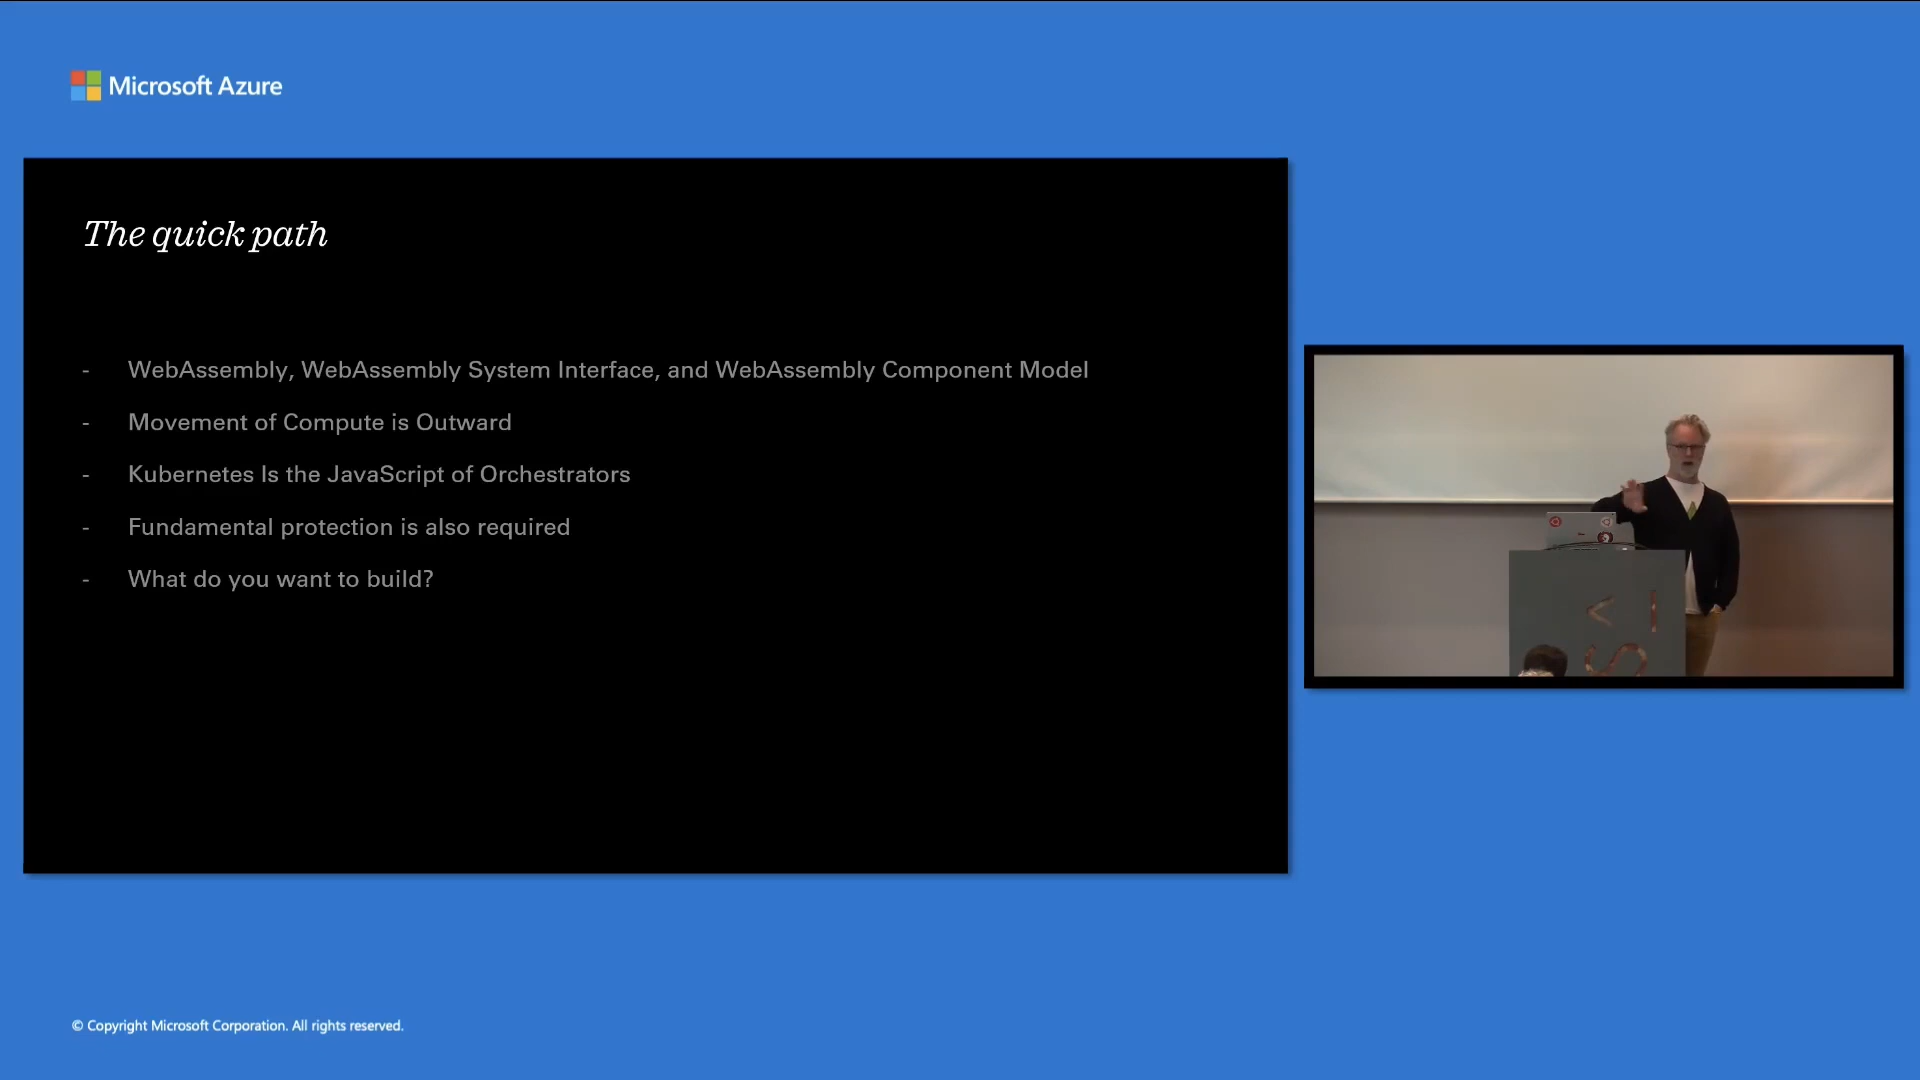 Microsoft Azure
The quick path
- WebAssembly, WebAssembly System Interface, and WebAssembly Component Model
- Movement of Compute is Outward
- Kubernetes Is the JavaScript of Orchestrators
- Fundamental protection is also required
- What do you want to build?
© Copyright Microsoft Corporation. All rights reserved.